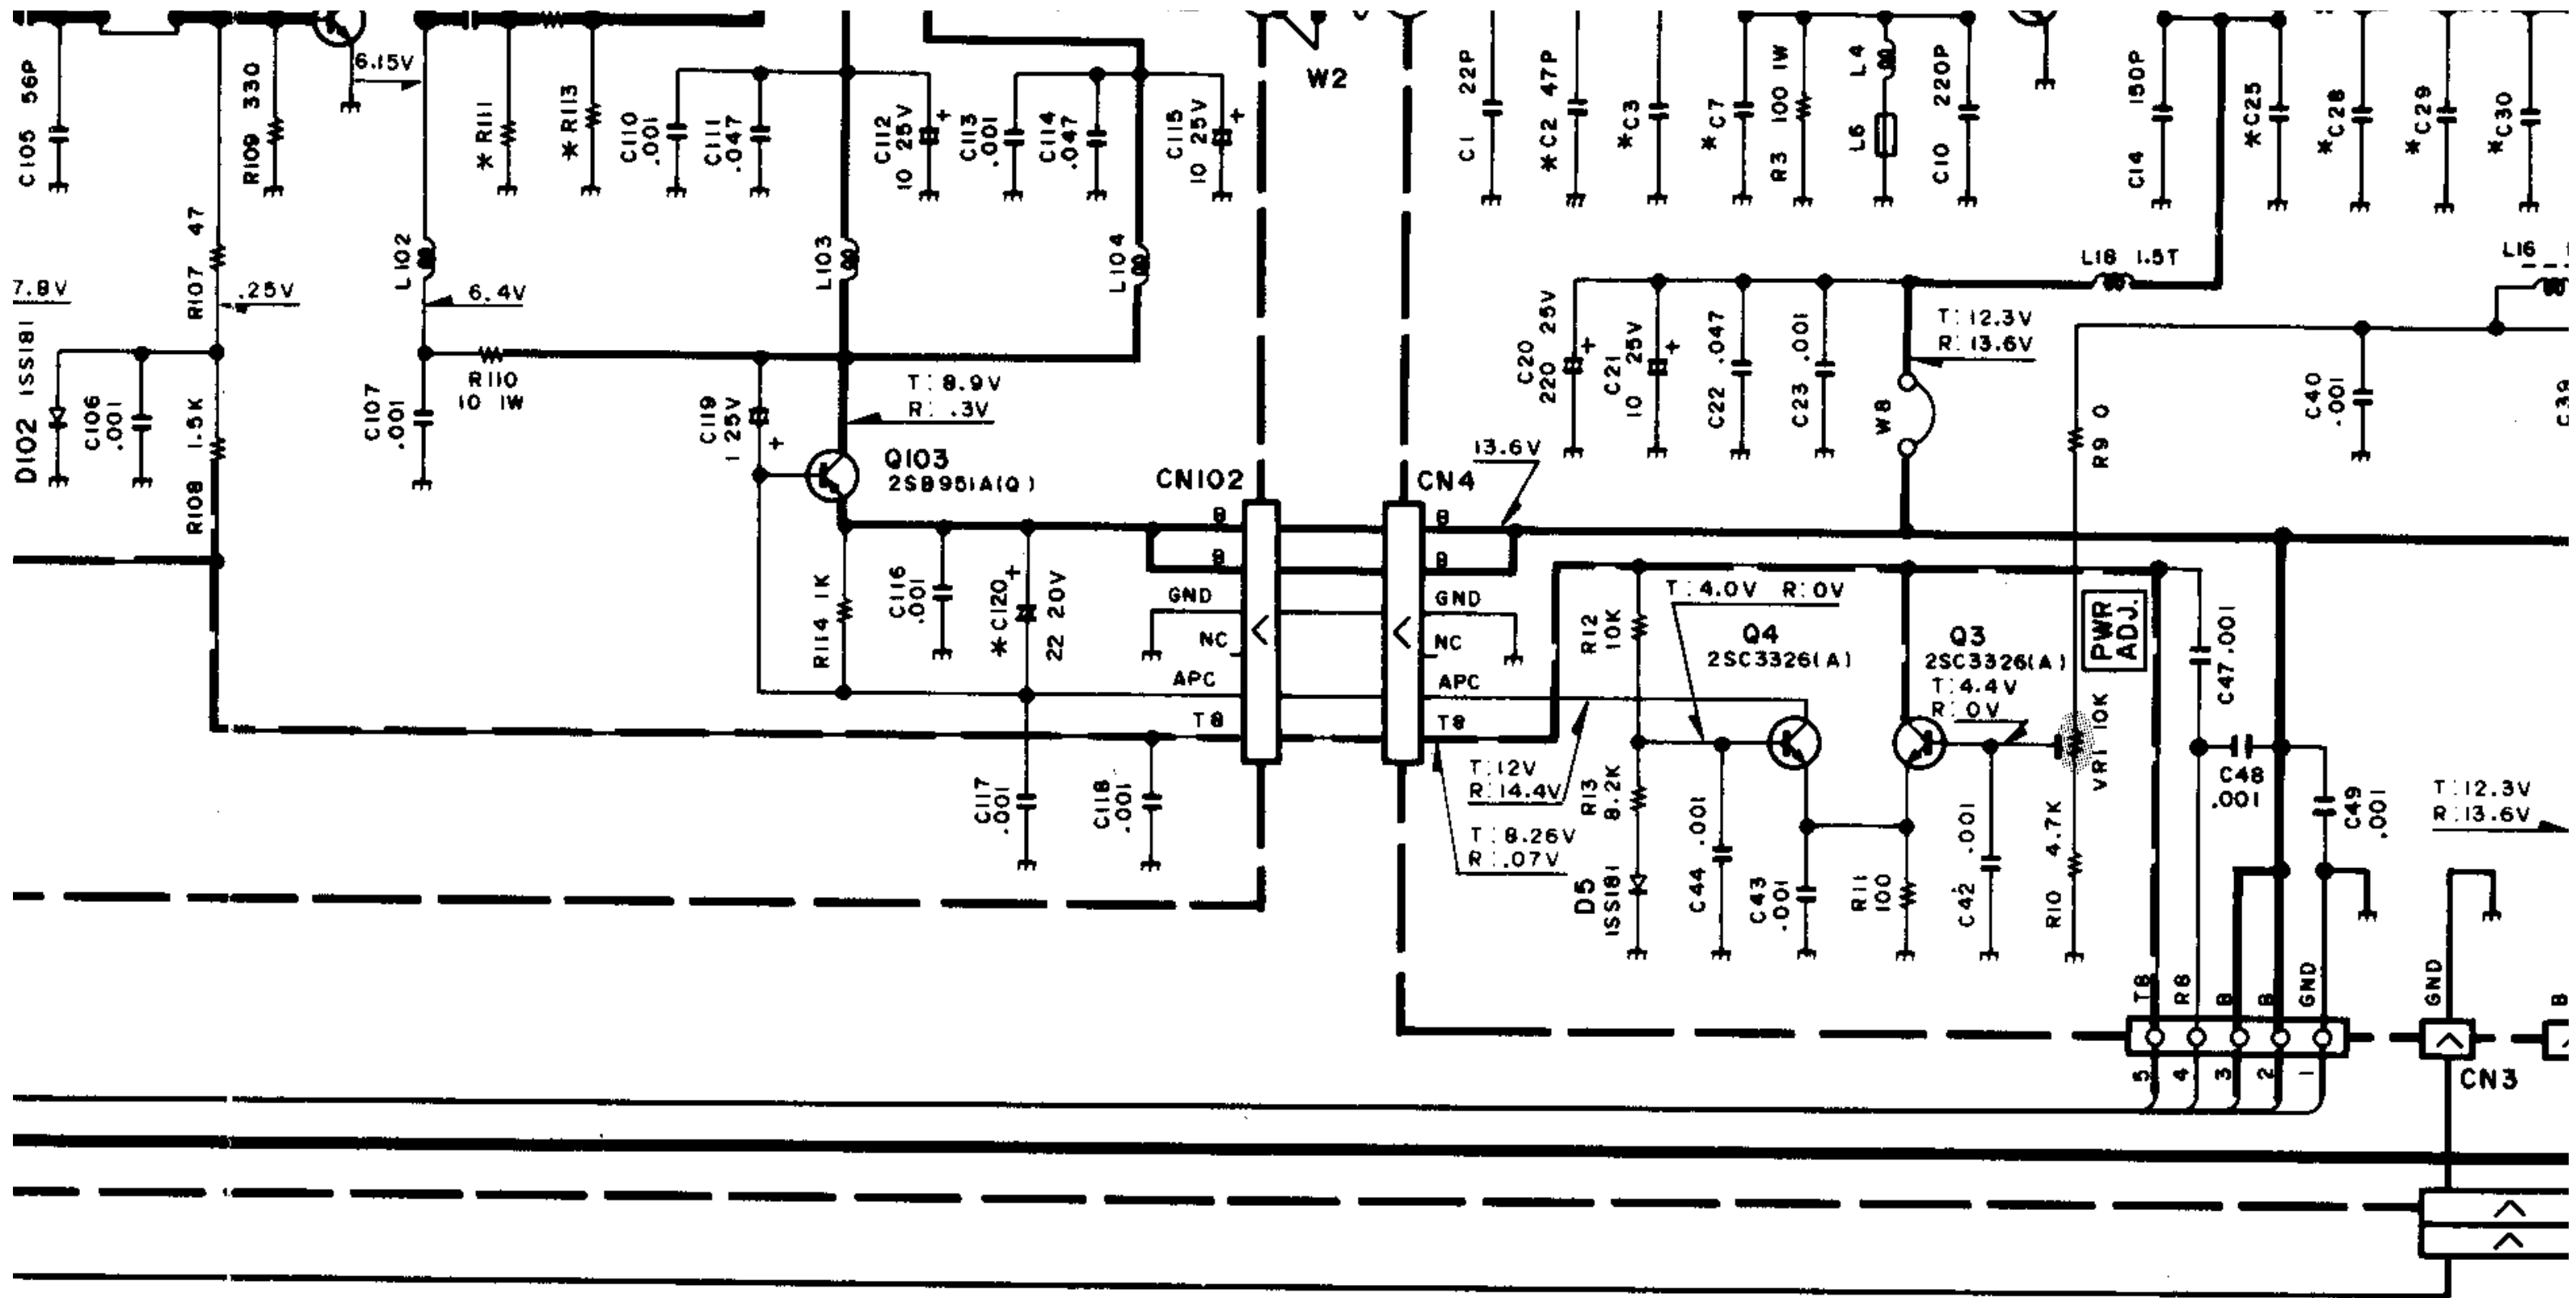 C105 56P
R109 330
6.15V
*R111
*R113
C110
.001
C111
.047
C112
10 25V
+
C113
.001
C114
.047
C115
10 25V
+
W2
C1 22P
*C2 47P
*C3
*C7
R3 100 1W
L4
L6
C10 220P
C14 150P
*C25
*C28
*C29
*C30
7.8V
R107 47
.25V
L102
6.4V
L103
L104
L18 1.5T
L16
D102 1SS181
C106
.001
R108 1.5K
C107
.001
R110
10 1W
C119
1 25V
+
T:8.9V
R: .3V
Q103
2SB951A(Q)
C20
220 25V
+
C21
10 25V
+
C22 .047
C23 .001
T:12.3V
R:13.6V
W8
R9 0
C40
.001
C39
CN102
CN4
13.6V
B
B
GND
NC
APC
T8
B
B
GND
NC
APC
T8
R114 1K
C116
.001
*C120
22 20V
+
C117
.001
C118
.001
R12
10K
T:4.0V R:0V
Q4
2SC3326(A)
Q3
2SC3326(A)
T:4.4V
R:0V
PWR
ADJ.
VR1 10K
C47 .001
C48
.001
C49
.001
T:12.3V
R:13.6V
T:12V
R:14.4V
T:8.26V
R:.07V
R13
8.2K
D5
1SS181
C44 .001
C43
.001
R11
100
C42 .001
R10 4.7K
T8
R8
B
B
GND
GND
B
5
4
3
2
1
CN3